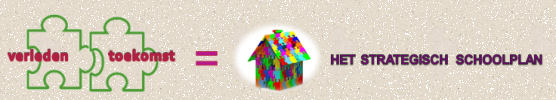 verleden toekomst = HET STRATEGISCH SCHOOLPLAN